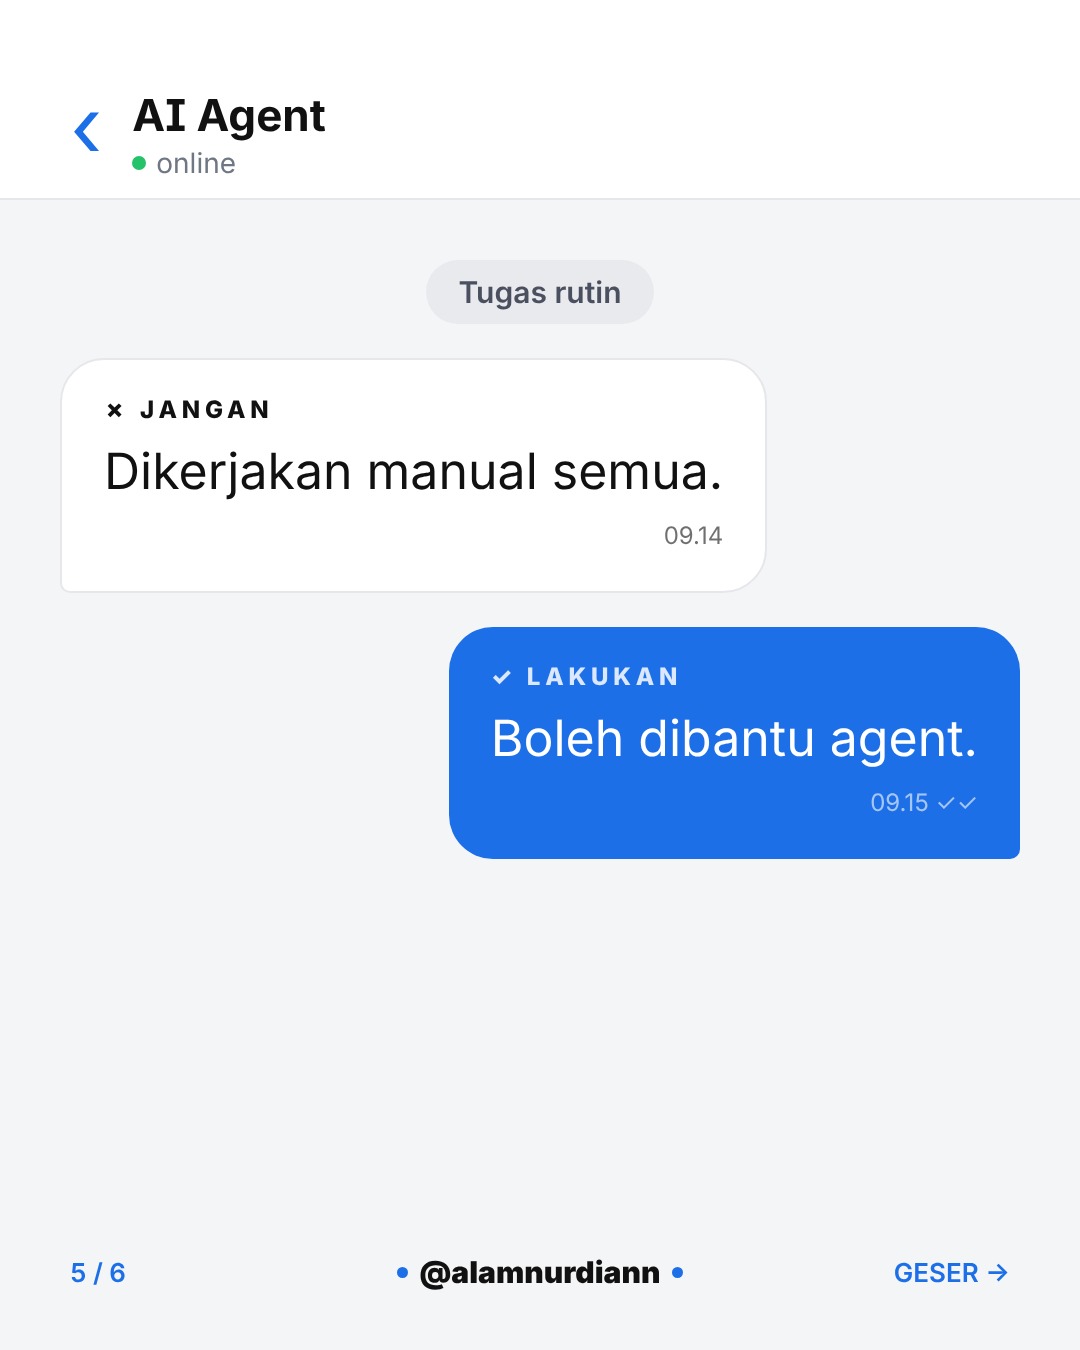 AI Agent
online
Tugas rutin
× JANGAN
Dikerjakan manual semua.
09.14
✓ LAKUKAN
Boleh dibantu agent.
09.15 ✓✓
5 / 6
• @alamnurdiann •
GESER →